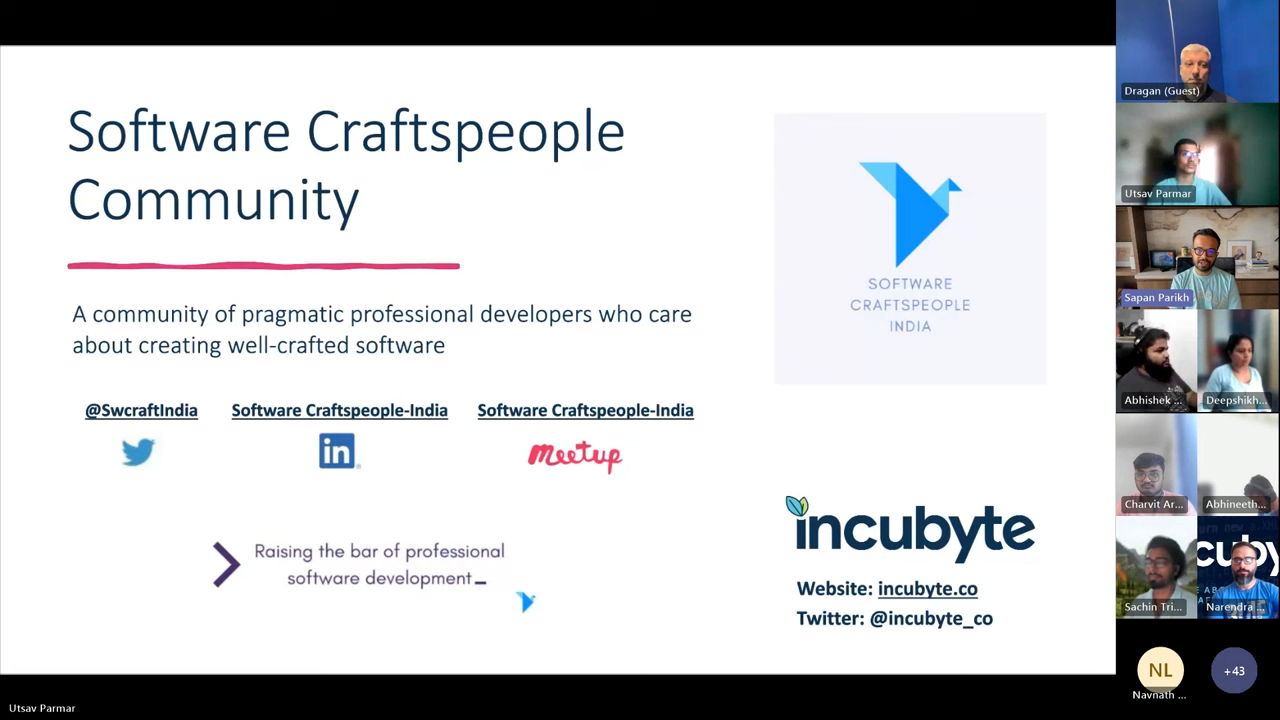 Software Craftspeople
Community
A community of pragmatic professional developers who care
about creating well-crafted software
@SwcraftIndia
Software Craftspeople-India
Software Craftspeople-India
in
meetup
Raising the bar of professional
software development_
SOFTWARE
CRAFTSPEOPLE
INDIA
incubyte
Website: incubyte.co
Twitter: @incubyte_co
Dragan (Guest)
Utsav Parmar
Sapan Parikh
Abhishek ...
Deepshikh...
Charvit Ar...
Abhineeth...
Sachin Tri...
cuby
Narendra ...
NL
Navnath ...
+43
Utsav Parmar